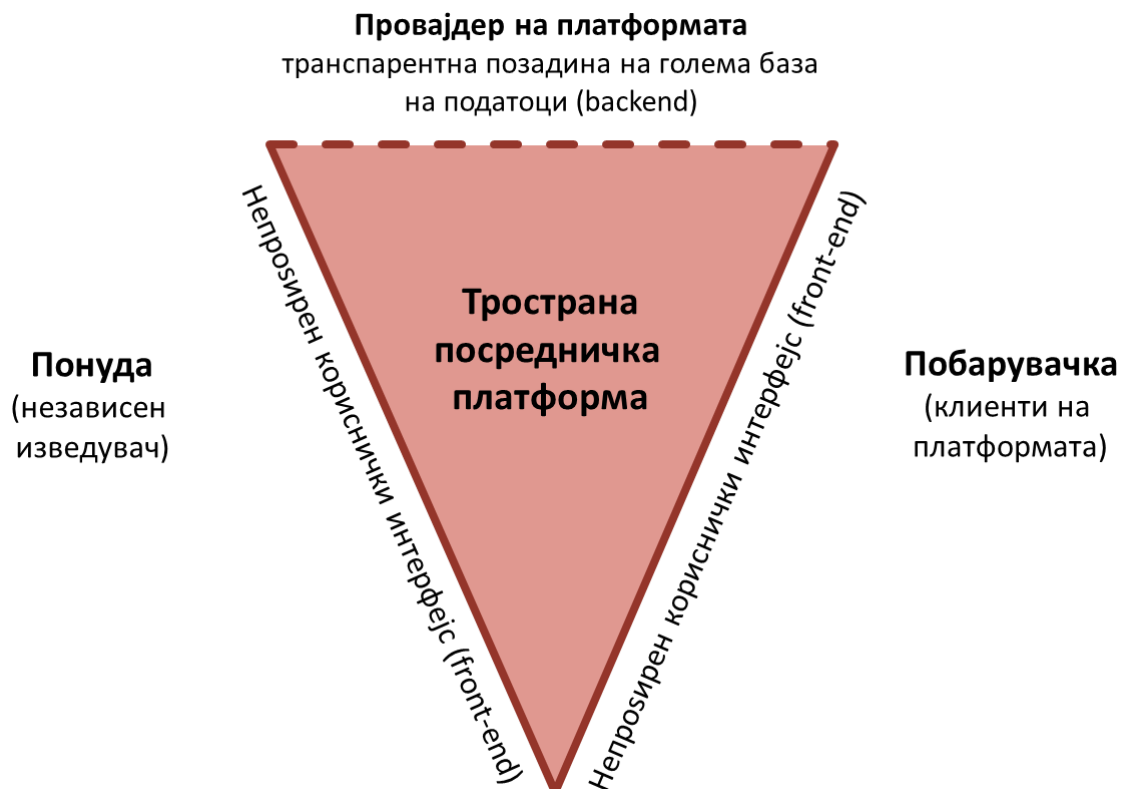 Провајдер на платформата
транспарентна позадина на голема база
на податоци (backend)
Непроѕирен кориснички интерфејс (front-end)
Тространа
посредничка
платформа
Непроѕирен кориснички интерфејс (front-end)
Понуда
(независен
изведувач)
Побарувачка
(клиенти на
платформата)